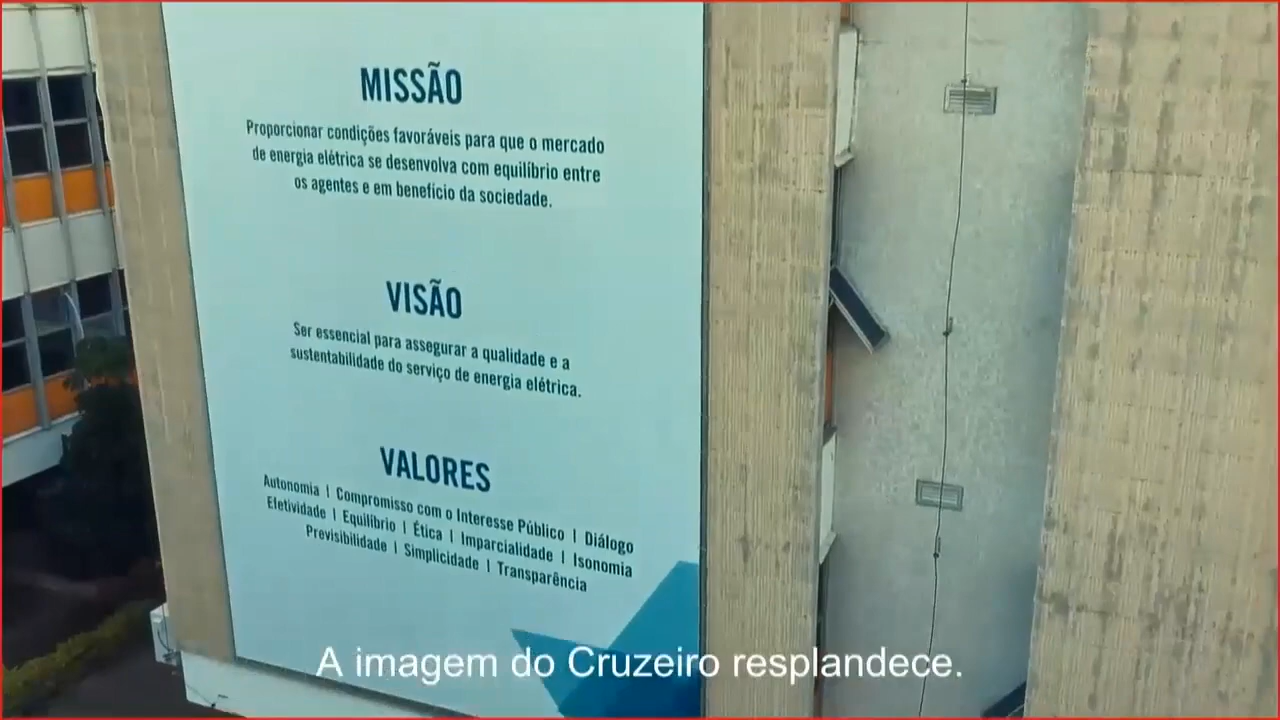 MISSÃO
Proporcionar condições favoráveis para que o mercado
de energia elétrica se desenvolva com equilíbrio entre
os agentes e em benefício da sociedade.
VISÃO
Ser essencial para assegurar a qualidade e a
sustentabilidade do serviço de energia elétrica.
VALORES
Autonomia | Compromisso com o Interesse Público | Diálogo
Efetividade | Equilíbrio | Ética | Imparcialidade | Isonomia
Previsibilidade | Simplicidade | Transparência
A imagem do Cruzeiro resplandece.